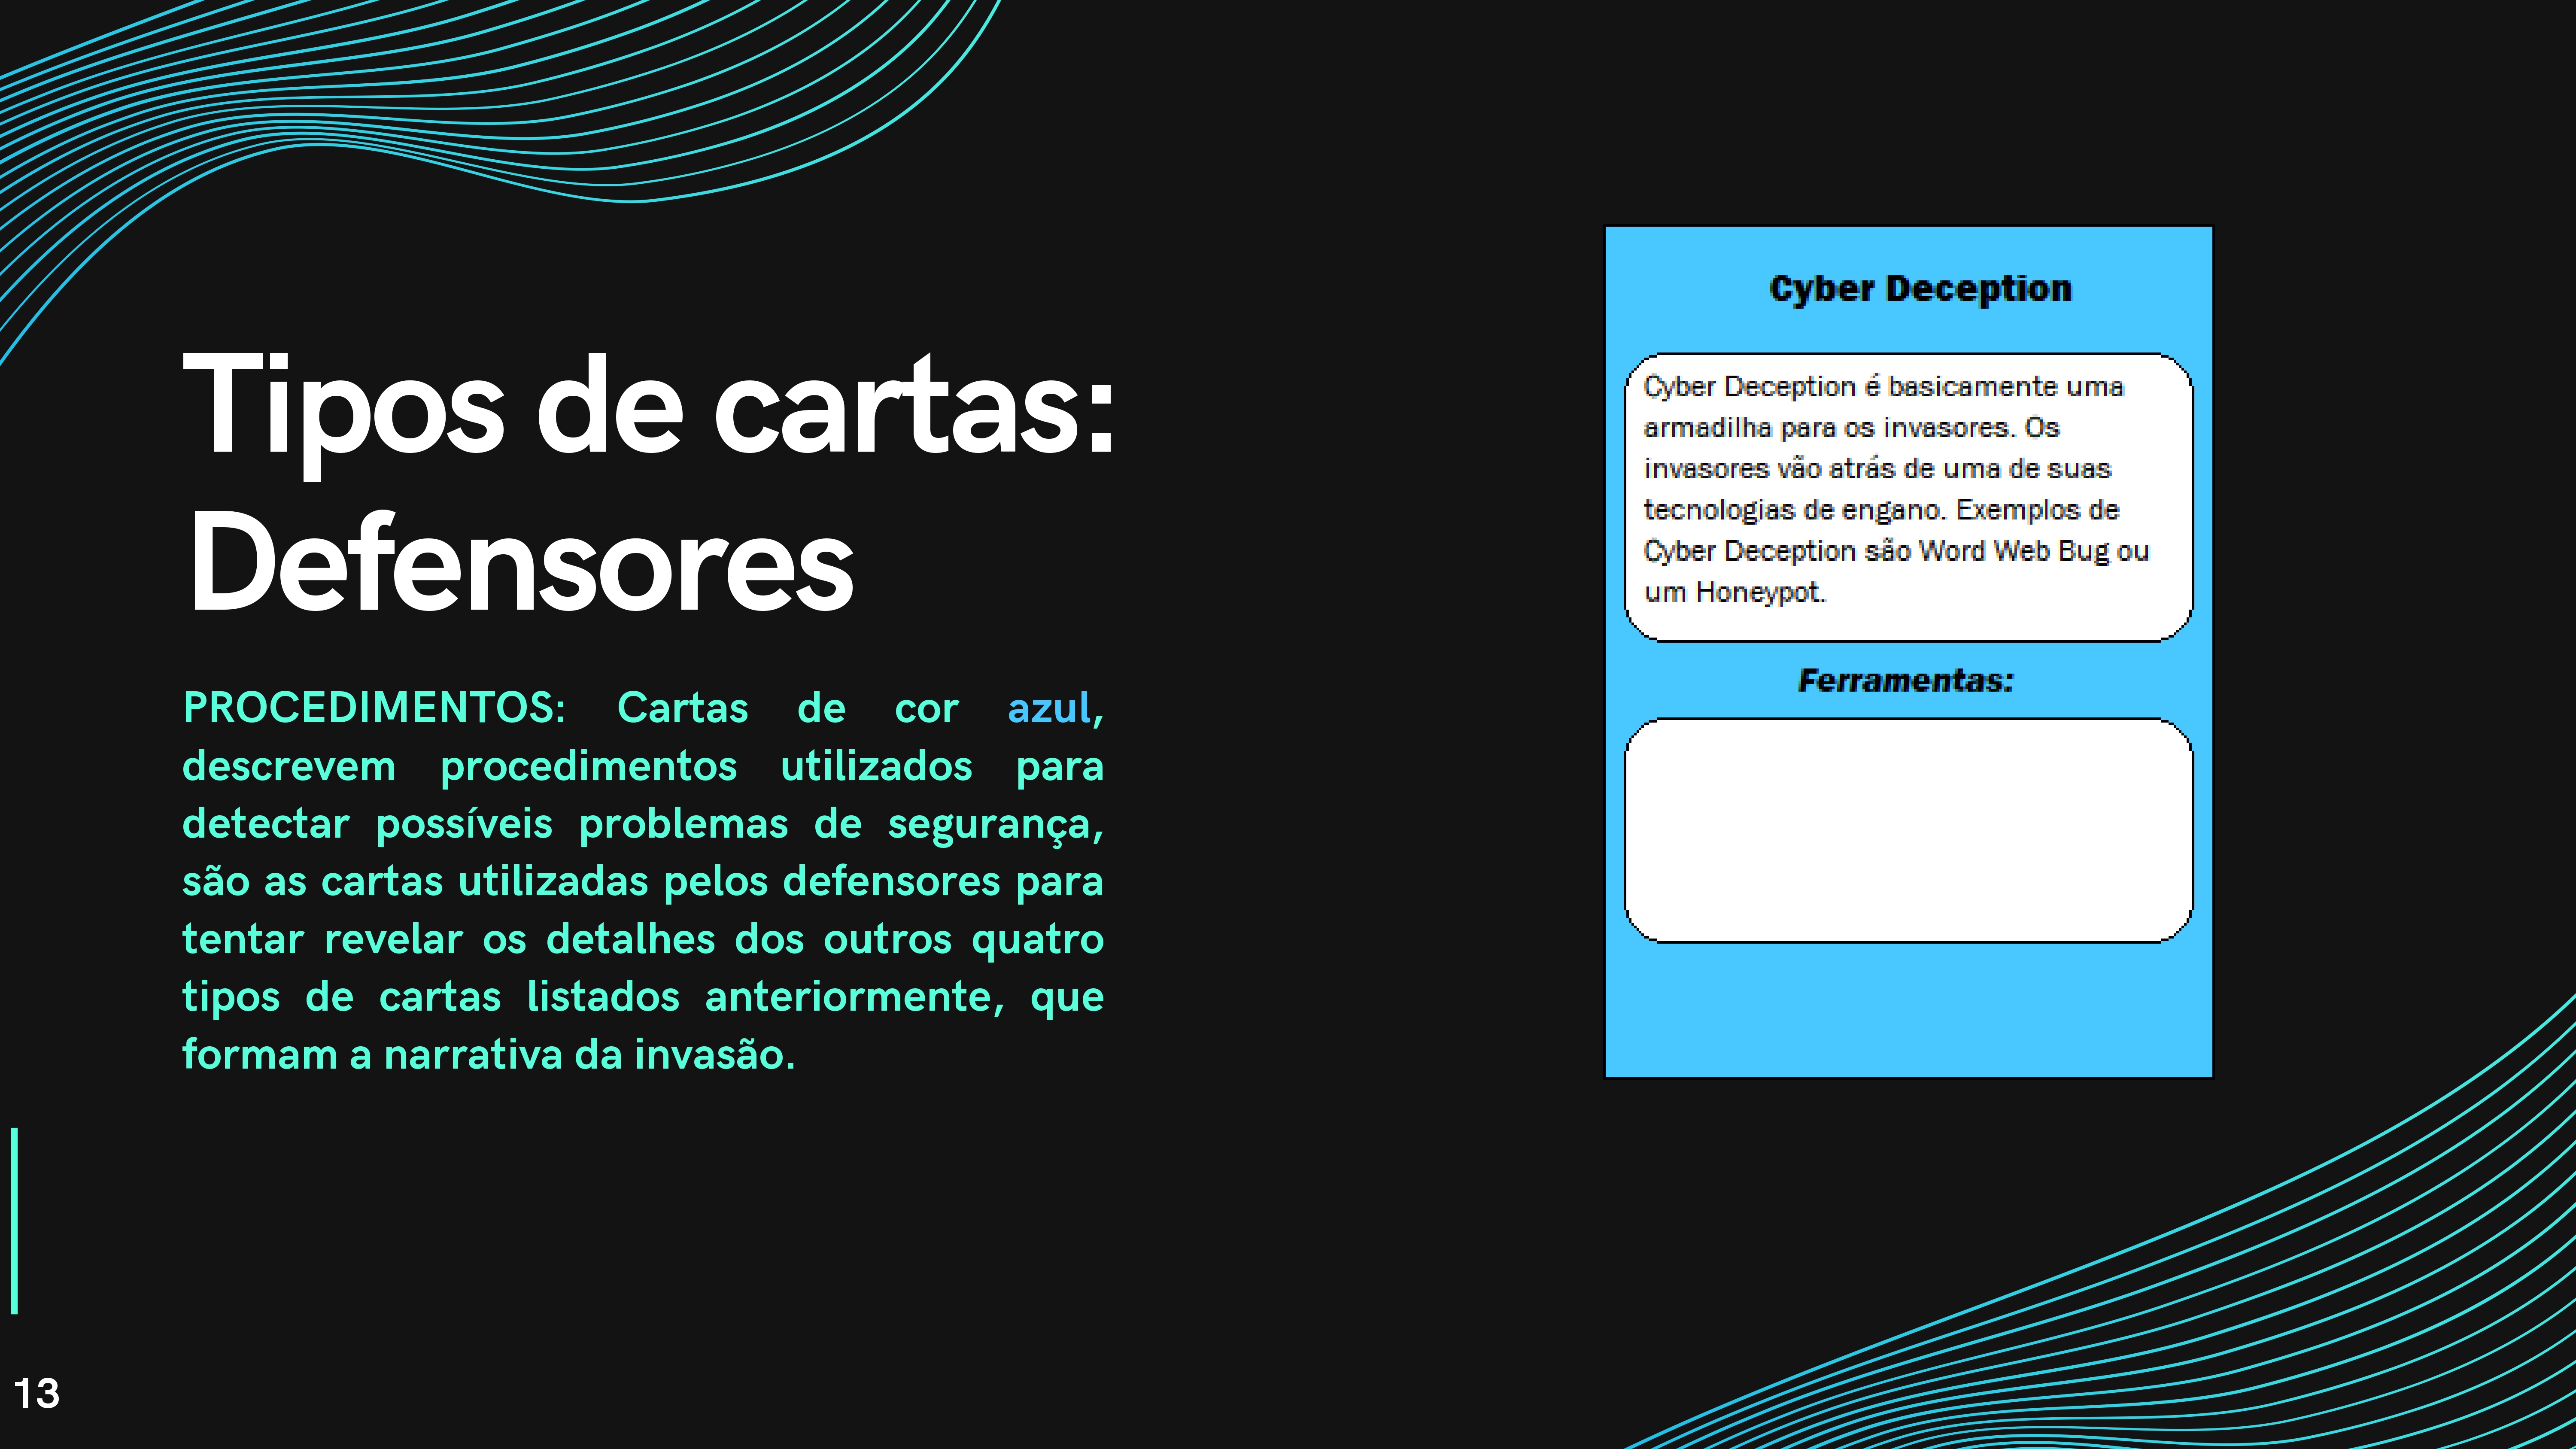 Tipos de cartas:
Defensores
PROCEDIMENTOS: Cartas de cor azul,
descrevem procedimentos utilizados para
detectar possíveis problemas de segurança,
são as cartas utilizadas pelos defensores para
tentar revelar os detalhes dos outros quatro
tipos de cartas listados anteriormente, que
formam a narrativa da invasão.
Cyber Deception
Cyber Deception é basicamente uma
armadilha para os invasores. Os
invasores vão atrás de uma de suas
tecnologias de engano. Exemplos de
Cyber Deception são Word Web Bug ou
um Honeypot.
Ferramentas:
13